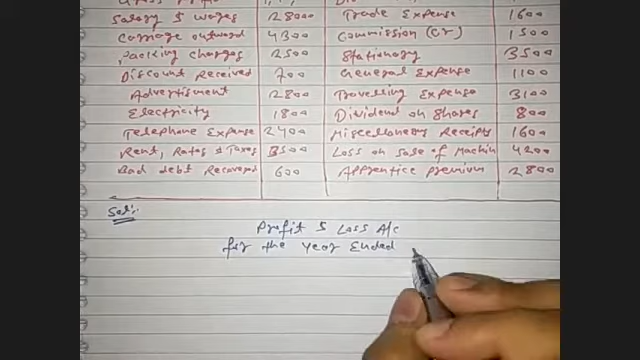 Salary & wages 28000 Trade Expense 1600
Carriage outward 4300 Commission (Cr) 1500
Packing charges 2500 Stationary 3500
Discount Received 700 General Expense 1100
Advertisment 2800 Travelling Expense 3100
Electricity 1800 Dividend on Shares 800
Telephone Expense 2400 Miscellaneous Receipts 1600
Rent, Rates & Taxes 3500 Loss on Sale of Machin 4200
Bad debt Recovered 600 Apprentice premium 2800
Sol:
Profit & Loss A/c
for the Year Ended